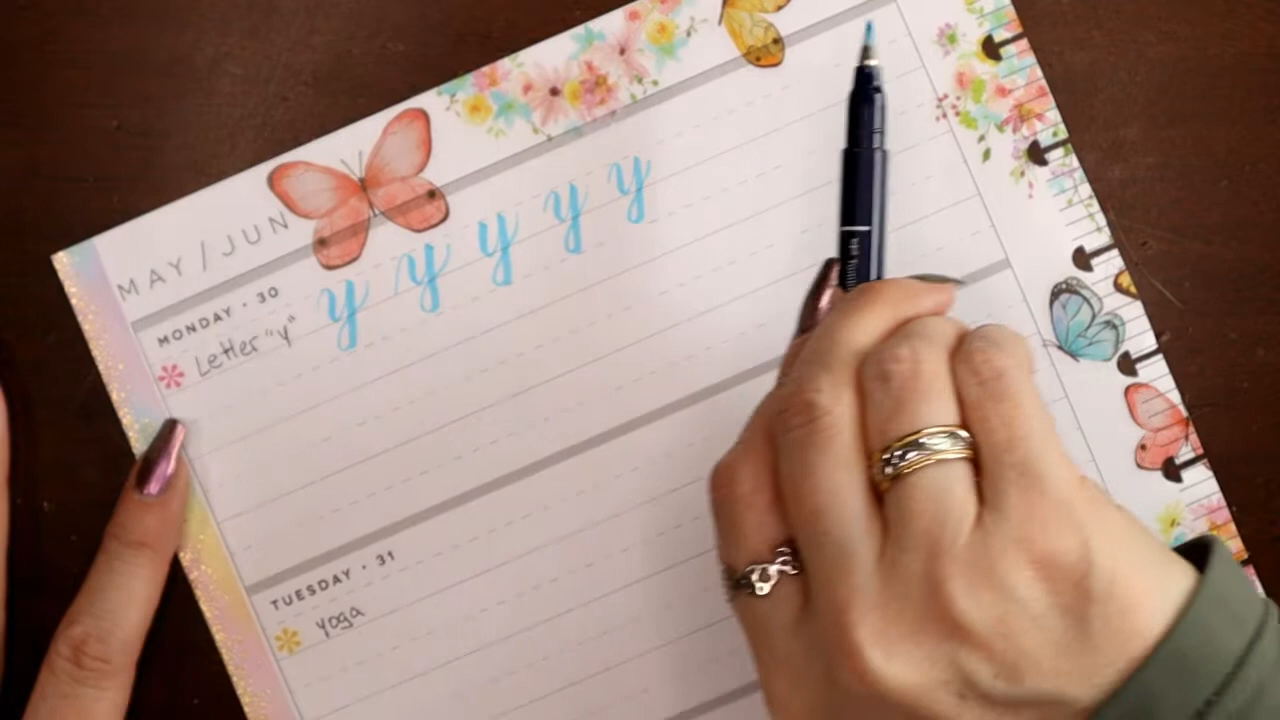 MAY/JUN
MONDAY • 30
Letter "y" y y y y y
TUESDAY • 31
yoga